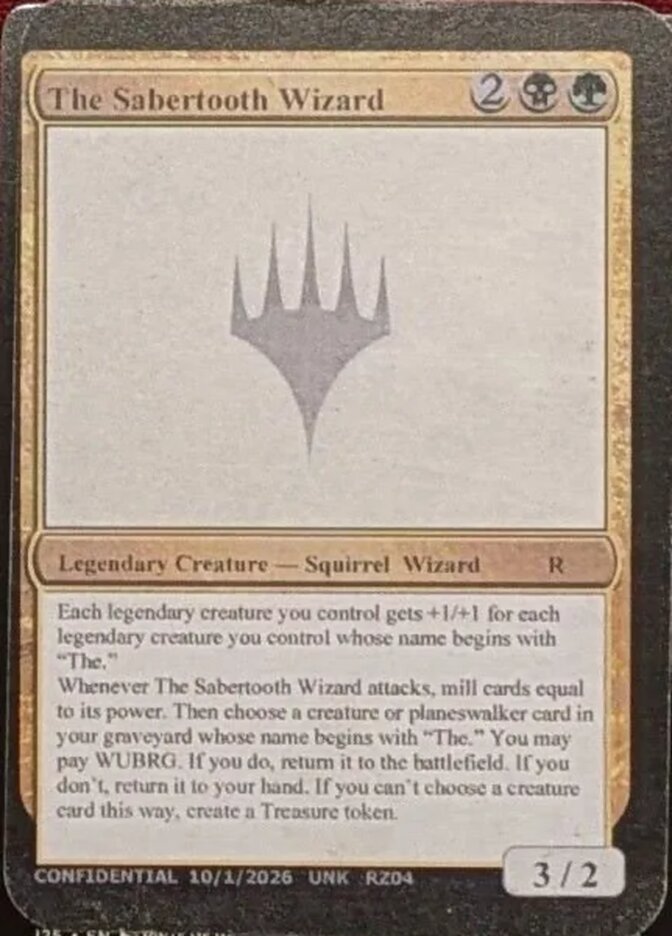 The Sabertooth Wizard 2
Legendary Creature — Squirrel Wizard R
Each legendary creature you control gets +1/+1 for each
legendary creature you control whose name begins with
“The.”
Whenever The Sabertooth Wizard attacks, mill cards equal
to its power. Then choose a creature or planeswalker card in
your graveyard whose name begins with “The.” You may
pay WUBRG. If you do, return it to the battlefield. If you
don’t, return it to your hand. If you can’t choose a creature
card this way, create a Treasure token.
3 / 2
CONFIDENTIAL 10/1/2026 UNK RZ04